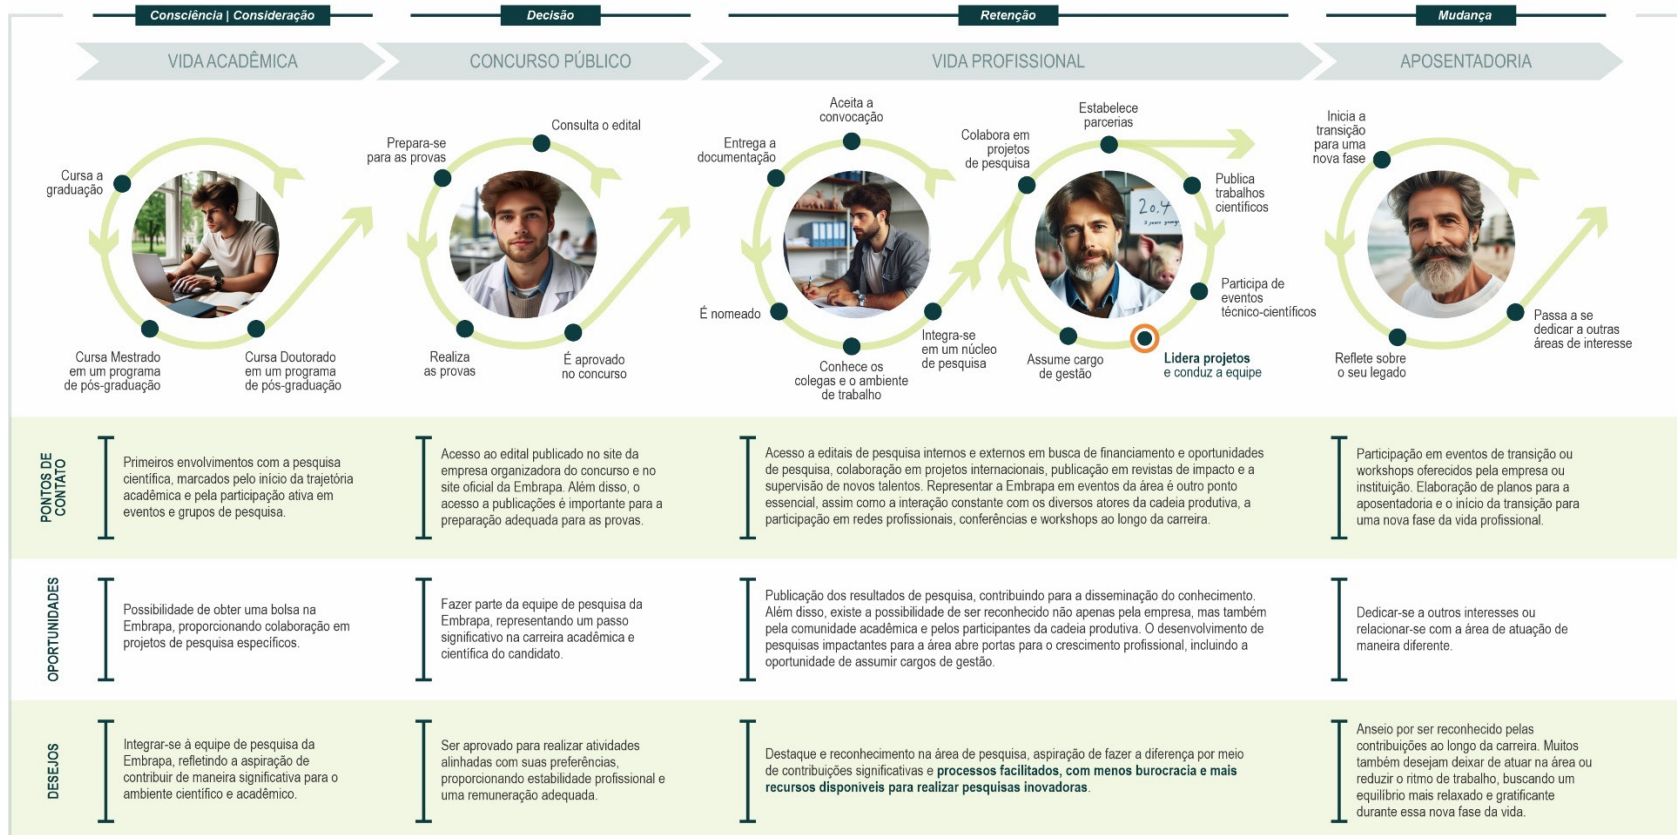 Consciência | Consideração
Decisão
Retenção
Mudança
VIDA ACADÊMICA
CONCURSO PÚBLICO
VIDA PROFISSIONAL
APOSENTADORIA
Cursa a
graduação
Cursa Mestrado
em um programa
de pós-graduação
Cursa Doutorado
em um programa
de pós-graduação
Consulta o edital
Prepara-se
para as provas
Realiza
as provas
É aprovado
no concurso
Aceita a
convocação
Entrega a
documentação
É nomeado
Conhece os
colegas e o ambiente
de trabalho
Integra-se
em um núcleo
de pesquisa
Colabora em
projetos
de pesquisa
Estabelece
parcerias
Publica
trabalhos
científicos
Participa de
eventos
técnico-científicos
Lidera projetos
e conduz a equipe
Assume cargo
de gestão
20.4
Inicia a
transição
para uma
nova fase
Reflete sobre
o seu legado
Passa a se
dedicar a outras
áreas de interesse
PONTOS DE
CONTATO
Primeiros envolvimentos com a pesquisa
científica, marcados pelo início da trajetória
acadêmica e pela participação ativa em
eventos e grupos de pesquisa.
Acesso ao edital publicado no site da
empresa organizadora do concurso e no
site oficial da Embrapa. Além disso, o
acesso a publicações é importante para a
preparação adequada para as provas.
Acesso a editais de pesquisa internos e externos em busca de financiamento e oportunidades
de pesquisa, colaboração em projetos internacionais, publicação em revistas de impacto e a
supervisão de novos talentos. Representar a Embrapa em eventos da área é outro ponto
essencial, assim como a interação constante com os diversos atores da cadeia produtiva, a
participação em redes profissionais, conferências e workshops ao longo da carreira.
Participação em eventos de transição ou
workshops oferecidos pela empresa ou
instituição. Elaboração de planos para a
aposentadoria e o início da transição para
uma nova fase da vida profissional.
OPORTUNIDADES
Possibilidade de obter uma bolsa na
Embrapa, proporcionando colaboração em
projetos de pesquisa específicos.
Fazer parte da equipe de pesquisa da
Embrapa, representando um passo
significativo na carreira acadêmica e
científica do candidato.
Publicação dos resultados de pesquisa, contribuindo para a disseminação do conhecimento.
Além disso, existe a possibilidade de ser reconhecido não apenas pela empresa, mas também
pela comunidade acadêmica e pelos participantes da cadeia produtiva. O desenvolvimento de
pesquisas impactantes para a área abre portas para o crescimento profissional, incluindo a
oportunidade de assumir cargos de gestão.
Dedicar-se a outros interesses ou
relacionar-se com a área de atuação de
maneira diferente.
DESEJOS
Integrar-se à equipe de pesquisa da
Embrapa, refletindo a aspiração de
contribuir de maneira significativa para o
ambiente científico e acadêmico.
Ser aprovado para realizar atividades
alinhadas com suas preferências,
proporcionando estabilidade profissional e
uma remuneração adequada.
Destaque e reconhecimento na área de pesquisa, aspiração de fazer a diferença por meio
de contribuições significativas e processos facilitados, com menos burocracia e mais
recursos disponiveis para realizar pesquisas inovadoras.
Anseio por ser reconhecido pelas
contribuições ao longo da carreira. Muitos
também desejam deixar de atuar na área ou
reduzir o ritmo de trabalho, buscando um
equilíbrio mais relaxado e gratificante
durante essa nova fase da vida.